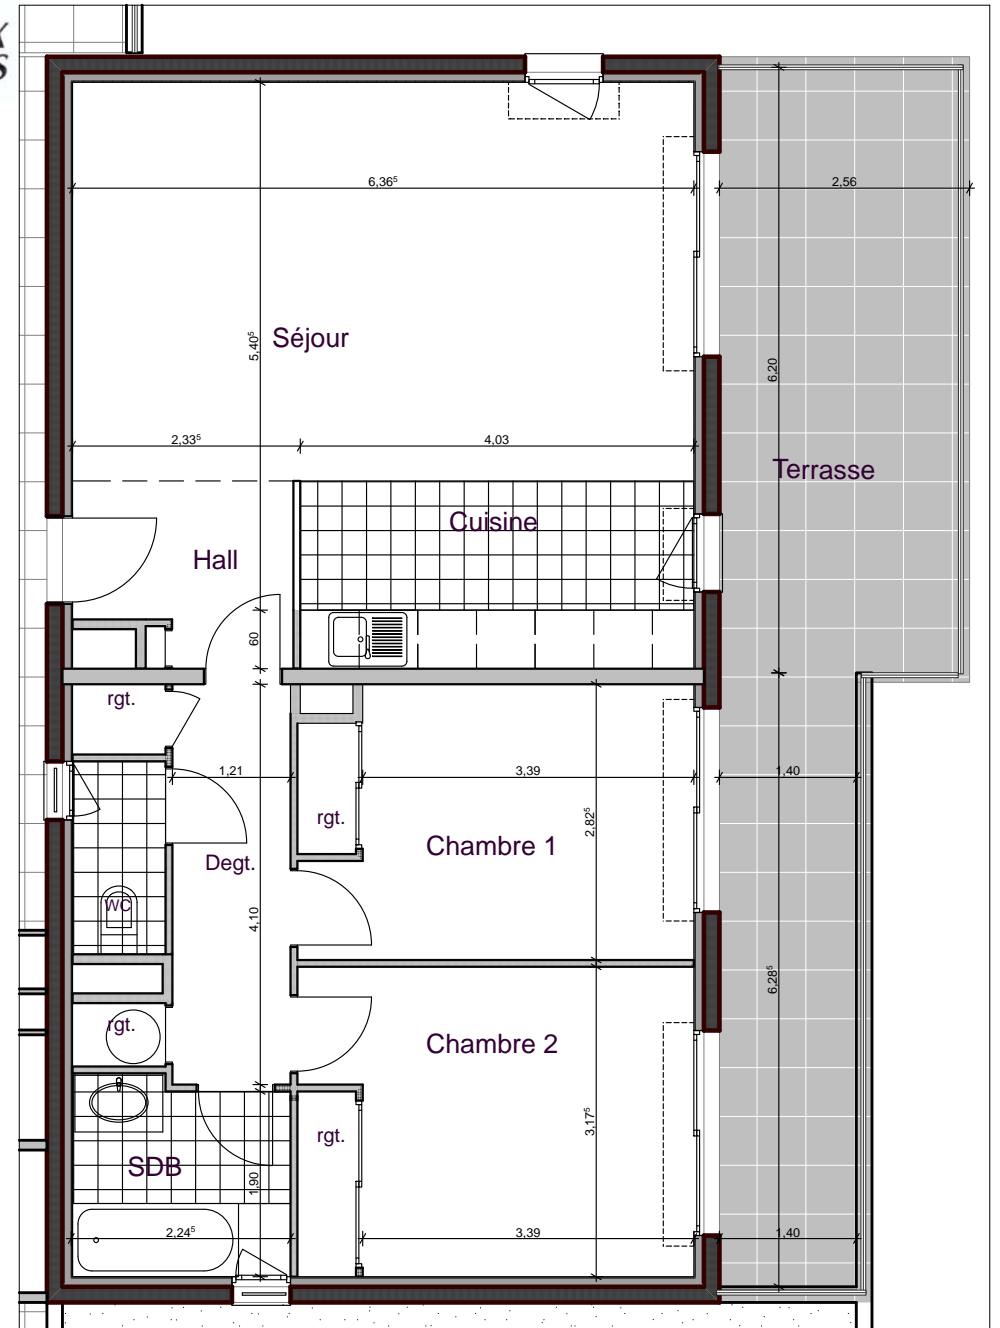 6,36⁵
2,56
5,40⁵
Séjour
6,20
2,33⁵
4,03
Terrasse
Cuisine
Hall
60
rgt.
1,21
3,39
1,40
rgt.
2,82⁵
Chambre 1
Degt.
WC
4,10
6,28⁵
rgt.
Chambre 2
rgt.
3,17⁵
SDB
1,90
2,24⁵
3,39
1,40